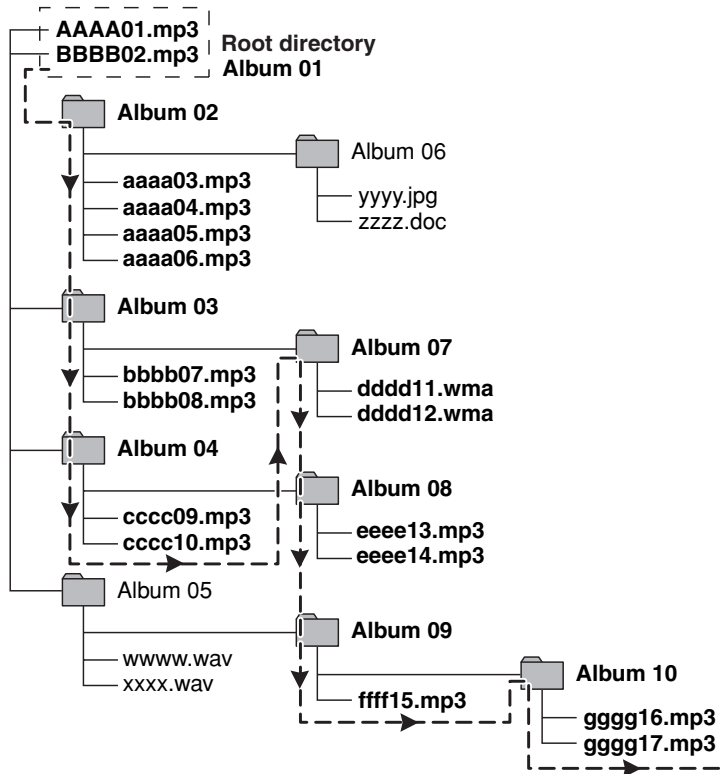 AAAA01.mp3
BBBB02.mp3
Root directory
Album 01
Album 02
Album 06
aaaa03.mp3
aaaa04.mp3
aaaa05.mp3
aaaa06.mp3
yyyy.jpg
zzzz.doc
Album 03
Album 07
bbbb07.mp3
bbbb08.mp3
dddd11.wma
dddd12.wma
Album 04
Album 08
cccc09.mp3
cccc10.mp3
eeee13.mp3
eeee14.mp3
Album 05
Album 09
wwww.wav
xxxx.wav
ffff15.mp3
Album 10
gggg16.mp3
gggg17.mp3